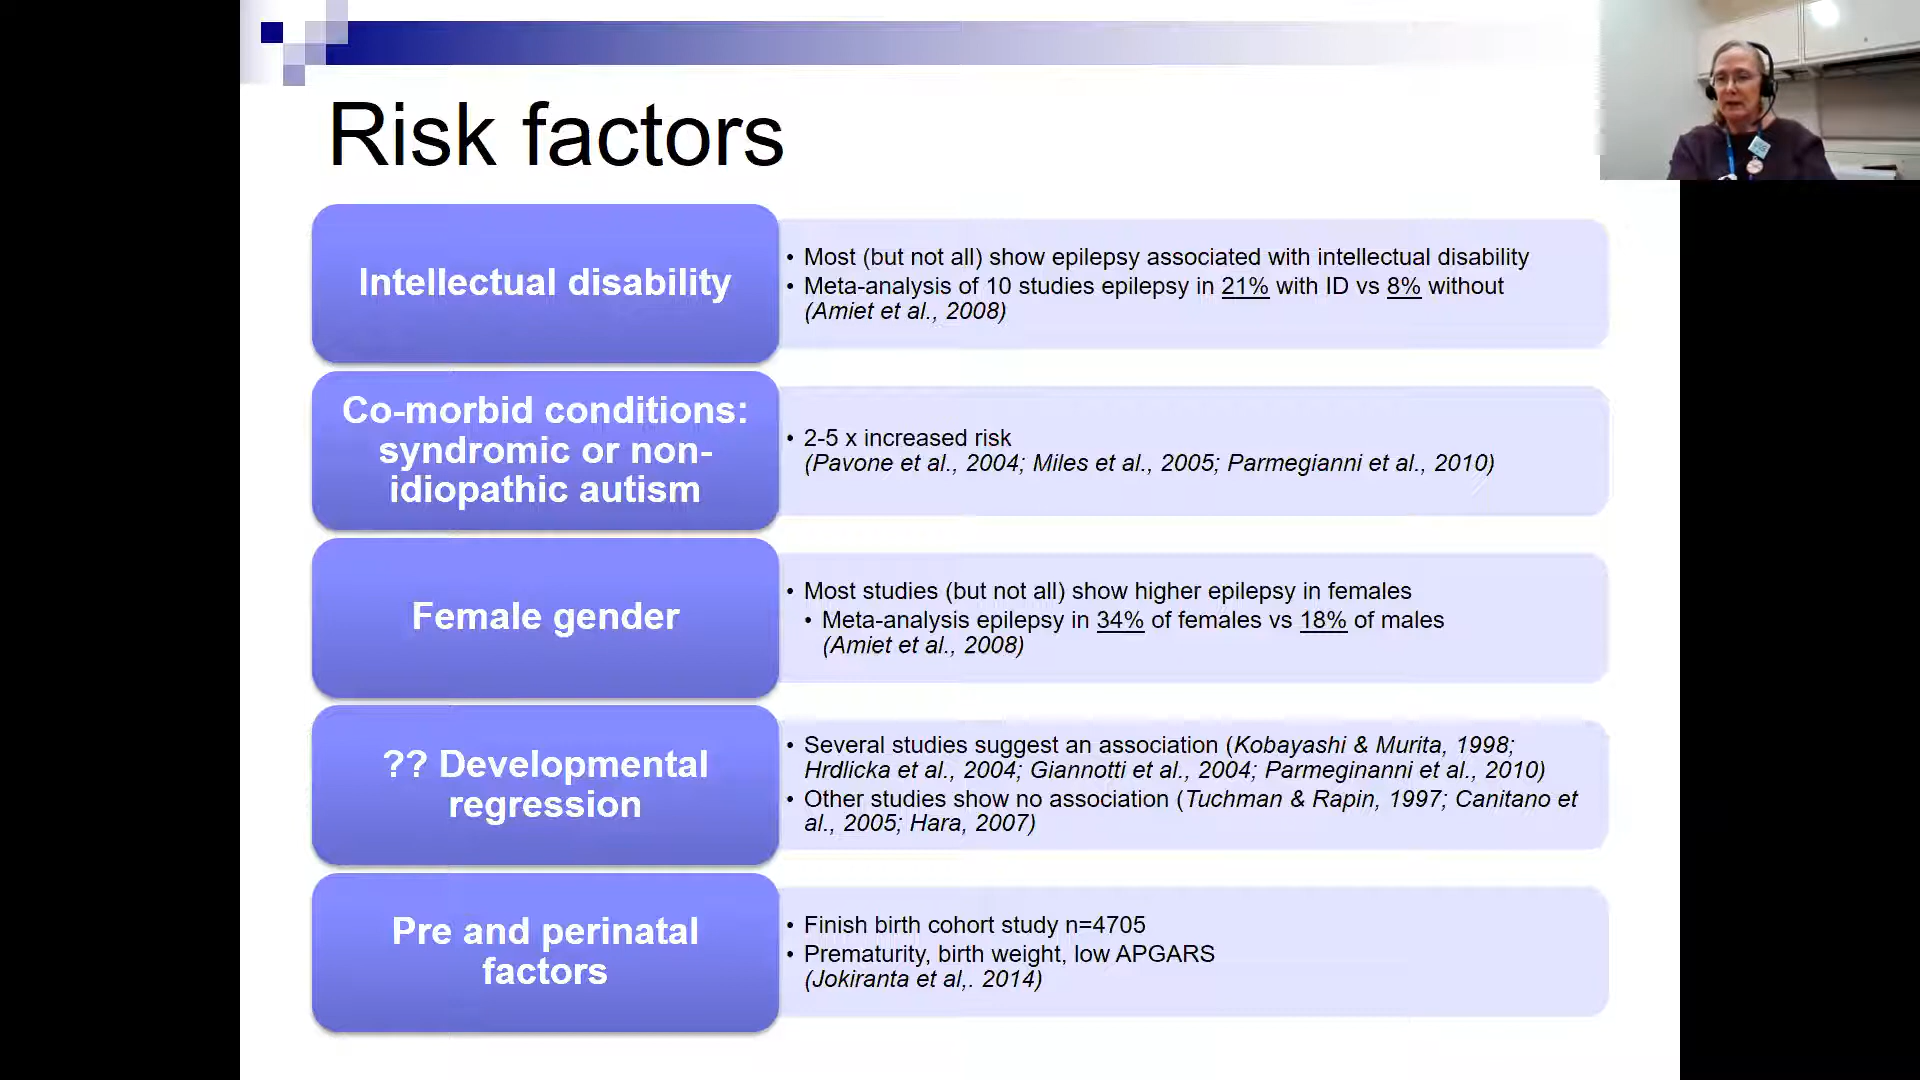 Risk factors
Intellectual disability
• Most (but not all) show epilepsy associated with intellectual disability
• Meta-analysis of 10 studies epilepsy in 21% with ID vs 8% without
(Amiet et al., 2008)
Co-morbid conditions:
syndromic or non-
idiopathic autism
• 2-5 x increased risk
(Pavone et al., 2004; Miles et al., 2005; Parmegianni et al., 2010)
Female gender
• Most studies (but not all) show higher epilepsy in females
• Meta-analysis epilepsy in 34% of females vs 18% of males
(Amiet et al., 2008)
?? Developmental
regression
• Several studies suggest an association (Kobayashi & Murita, 1998;
Hrdlicka et al., 2004; Giannotti et al., 2004; Parmeginanni et al., 2010)
• Other studies show no association (Tuchman & Rapin, 1997; Canitano et
al., 2005; Hara, 2007)
Pre and perinatal
factors
• Finish birth cohort study n=4705
• Prematurity, birth weight, low APGARS
(Jokiranta et al,. 2014)